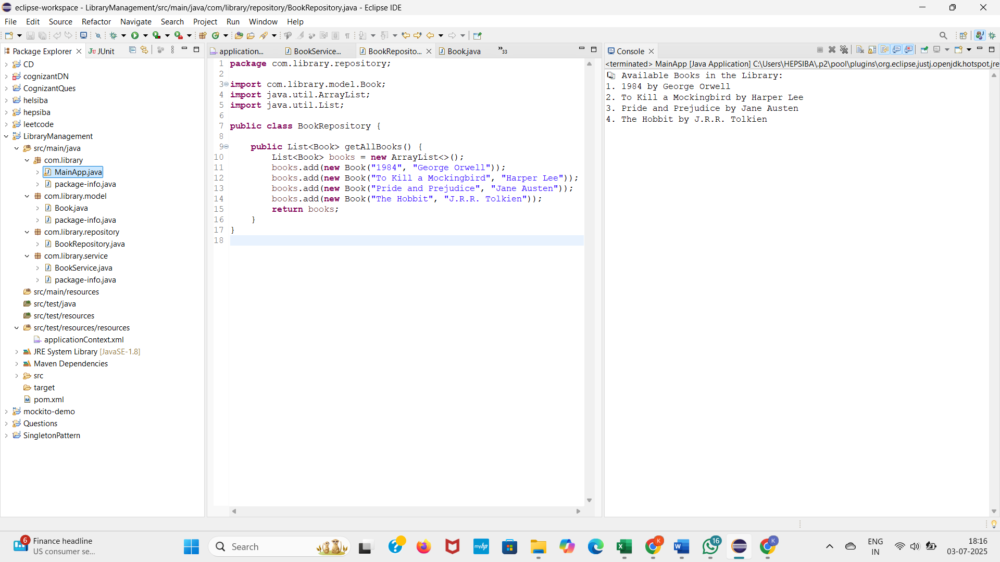 eclipse-workspace - LibraryManagement/src/main/java/com/library/repository/BookRepository.java - Eclipse IDE
File Edit Source Refactor Navigate Search Project Run Window Help
Package Explorer
JUnit
CD
cognizantDN
CognizantQues
helsiba
hepsiba
leetcode
LibraryManagement
src/main/java
com.library
MainApp.java
package-info.java
com.library.model
Book.java
package-info.java
com.library.repository
BookRepository.java
com.library.service
BookService.java
package-info.java
src/main/resources
src/test/java
src/test/resources
src/test/resources/resources
applicationContext.xml
JRE System Library [JavaSE-1.8]
Maven Dependencies
src
target
pom.xml
mockito-demo
Questions
SingletonPattern
application... BookService... BookReposito... Book.java »33
1 package com.library.repository;
2
3 import com.library.model.Book;
4 import java.util.ArrayList;
5 import java.util.List;
6
7 public class BookRepository {
8
9     public List<Book> getAllBooks() {
10         List<Book> books = new ArrayList<>();
11         books.add(new Book("1984", "George Orwell"));
12         books.add(new Book("To Kill a Mockingbird", "Harper Lee"));
13         books.add(new Book("Pride and Prejudice", "Jane Austen"));
14         books.add(new Book("The Hobbit", "J.R.R. Tolkien"));
15         return books;
16     }
17 }
18
Console
<terminated> MainApp [Java Application] C:\Users\HEPSIBA\.p2\pool\plugins\org.eclipse.justj.openjdk.hotspot.jre
Available Books in the Library:
1. 1984 by George Orwell
2. To Kill a Mockingbird by Harper Lee
3. Pride and Prejudice by Jane Austen
4. The Hobbit by J.R.R. Tolkien
6
Finance headline
US consumer se...
Search
myhp
K
16
K
ENG
IN
18:16
03-07-2025